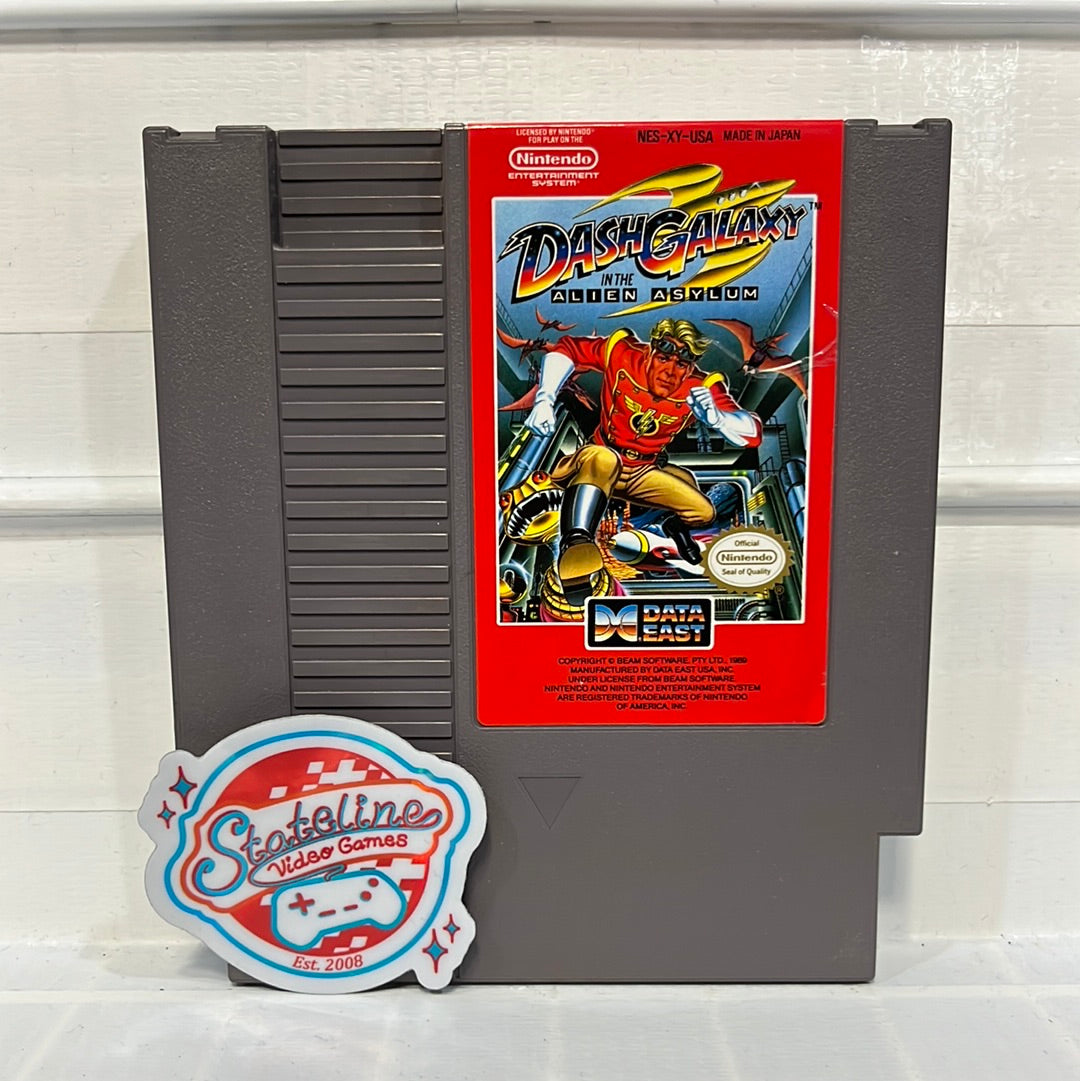 LICENSED BY NINTENDO®
FOR PLAY ON THE
Nintendo®
ENTERTAINMENT
SYSTEM®
NES-XY-USA MADE IN JAPAN
DASH GALAXY™
IN THE
ALIEN ASYLUM
Official
Nintendo
Seal of Quality
®
DATA
EAST
COPYRIGHT © BEAM SOFTWARE, PTY LTD., 1989
MANUFACTURED BY DATA EAST USA, INC.
UNDER LICENSE FROM BEAM SOFTWARE.
NINTENDO AND NINTENDO ENTERTAINMENT SYSTEM
ARE REGISTERED TRADEMARKS OF NINTENDO
OF AMERICA, INC.
Stateline
Video Games
Est. 2008